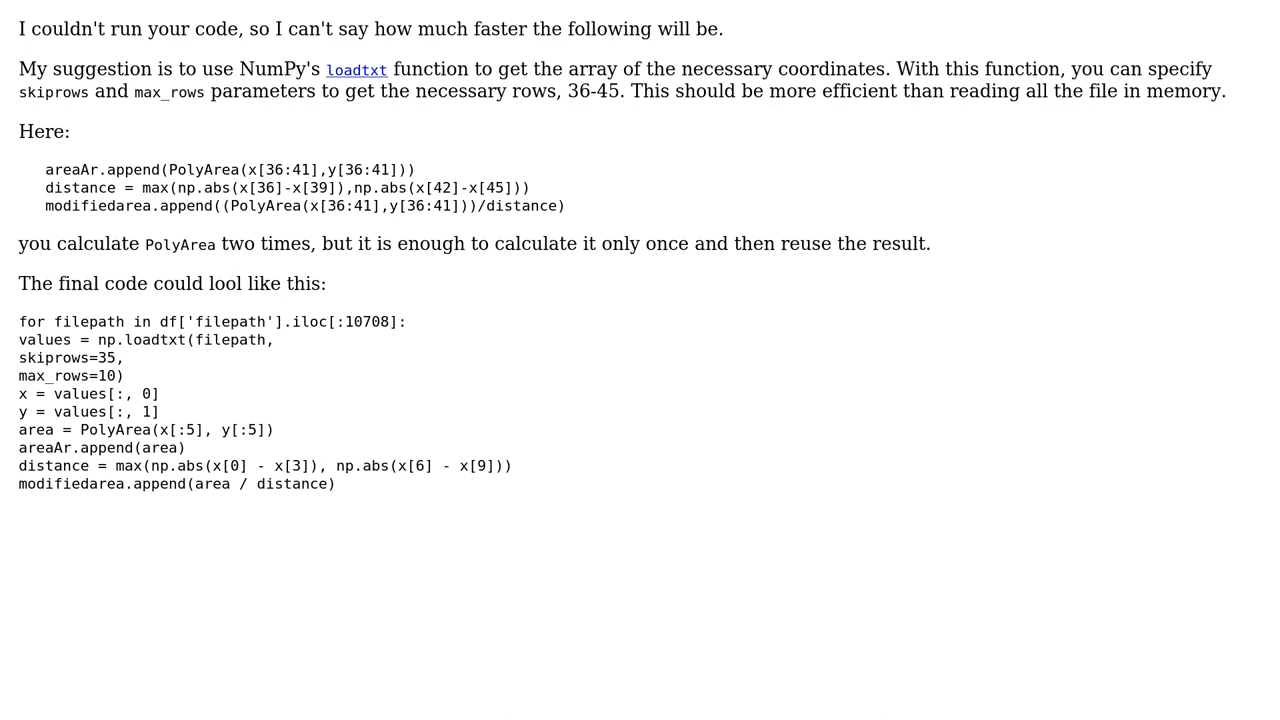 I couldn't run your code, so I can't say how much faster the following will be.
My suggestion is to use NumPy's loadtxt function to get the array of the necessary coordinates. With this function, you can specify
skiprows and max_rows parameters to get the necessary rows, 36-45. This should be more efficient than reading all the file in memory.
Here:
areaAr.append(PolyArea(x[36:41],y[36:41]))
distance = max(np.abs(x[36]-x[39]),np.abs(x[42]-x[45]))
modifiedarea.append((PolyArea(x[36:41],y[36:41]))/distance)
you calculate PolyArea two times, but it is enough to calculate it only once and then reuse the result.
The final code could lool like this:
for filepath in df['filepath'].iloc[:10708]:
values = np.loadtxt(filepath,
skiprows=35,
max_rows=10)
x = values[:, 0]
y = values[:, 1]
area = PolyArea(x[:5], y[:5])
areaAr.append(area)
distance = max(np.abs(x[0] - x[3]), np.abs(x[6] - x[9]))
modifiedarea.append(area / distance)